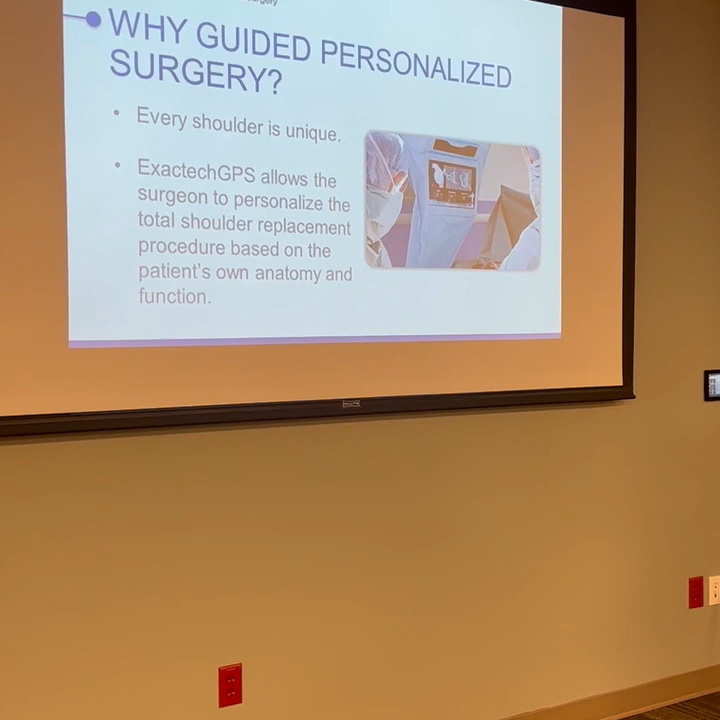 WHY GUIDED PERSONALIZED
SURGERY?
• Every shoulder is unique.
• ExactechGPS allows the
surgeon to personalize the
total shoulder replacement
procedure based on the
patient's own anatomy and
function.